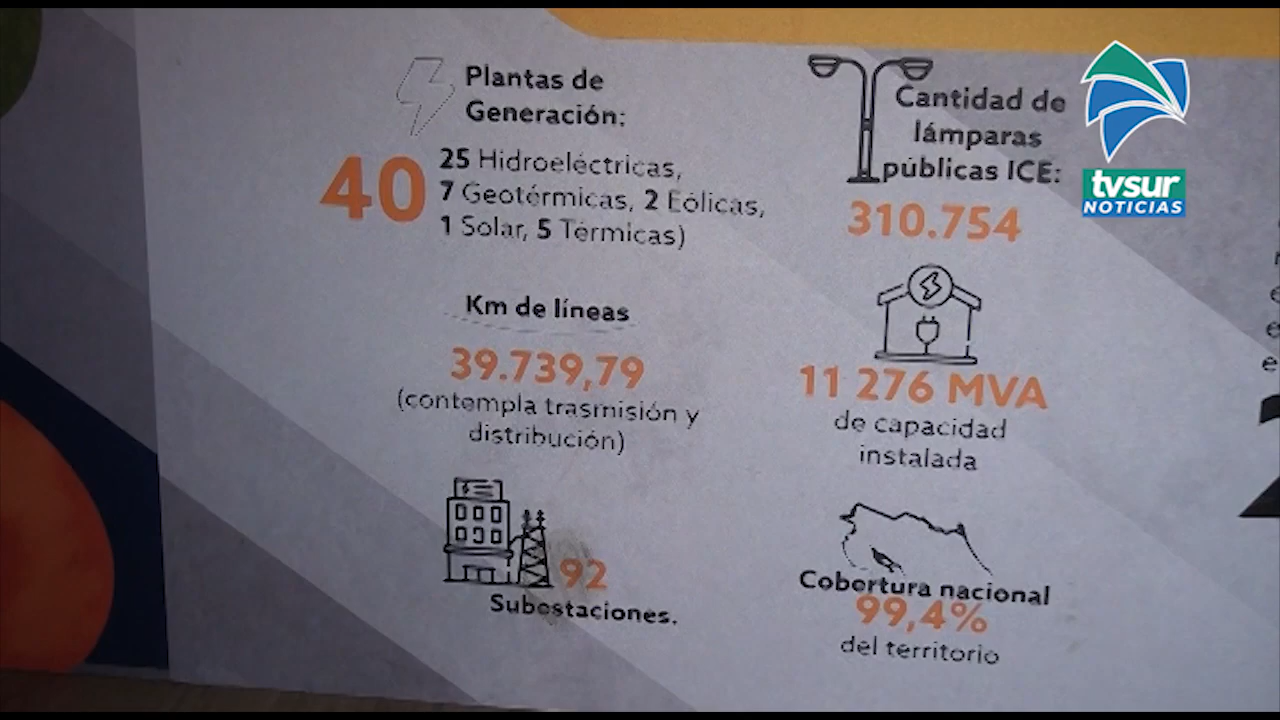 Plantas de
Generación:
40
25 Hidroeléctricas,
7 Geotérmicas, 2 Eólicas,
1 Solar, 5 Térmicas)
Km de líneas
39.739,79
(contempla trasmisión y
distribución)
92
Subestaciones.
Cantidad de
lámparas
públicas ICE:
310.754
11 276 MVA
de capacidad
instalada
Cobertura nacional
99,4%
del territorio
tvsur
NOTICIAS